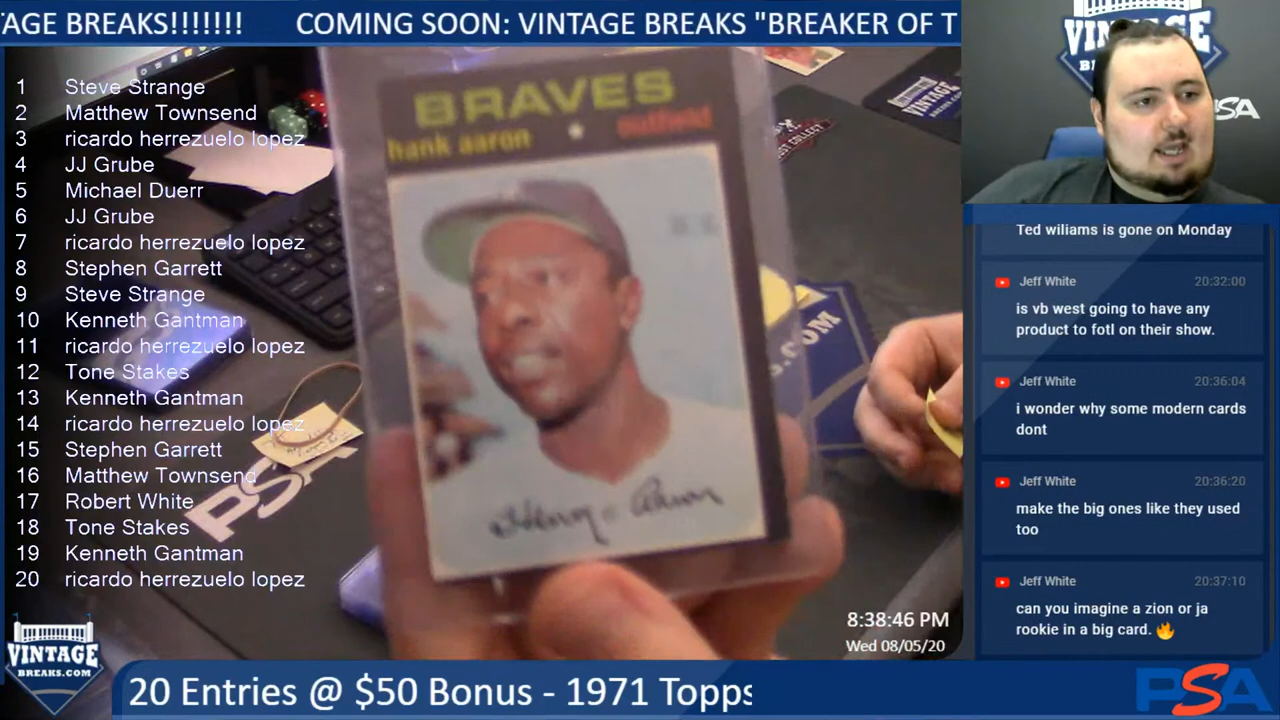 AGE BREAKS!!!!!!! COMING SOON: VINTAGE BREAKS "BREAKER OF T
1 Steve Strange
2 Matthew Townsend
3 ricardo herrezuelo lopez
4 JJ Grube
5 Michael Duerr
6 JJ Grube
7 ricardo herrezuelo lopez
8 Stephen Garrett
9 Steve Strange
10 Kenneth Gantman
11 ricardo herrezuelo lopez
12 Tone Stakes
13 Kenneth Gantman
14 ricardo herrezuelo lopez
15 Stephen Garrett
16 Matthew Townsend
17 Robert White
18 Tone Stakes
19 Kenneth Gantman
20 ricardo herrezuelo lopez
BRAVES
hank aaron outfield
Henry Aaron
PSA
S.COM
VINTAGE
PSA
Ted wiliams is gone on Monday
Jeff White 20:32:00
is vb west going to have any
product to fotl on their show.
Jeff White 20:36:04
i wonder why some modern cards
dont
Jeff White 20:36:20
make the big ones like they used
too
Jeff White 20:37:10
can you imagine a zion or ja
rookie in a big card. 🔥
8:38:46 PM
Wed 08/05/20
VINTAGE
BREAKS.COM
20 Entries @ $50 Bonus - 1971 Topps
PSA